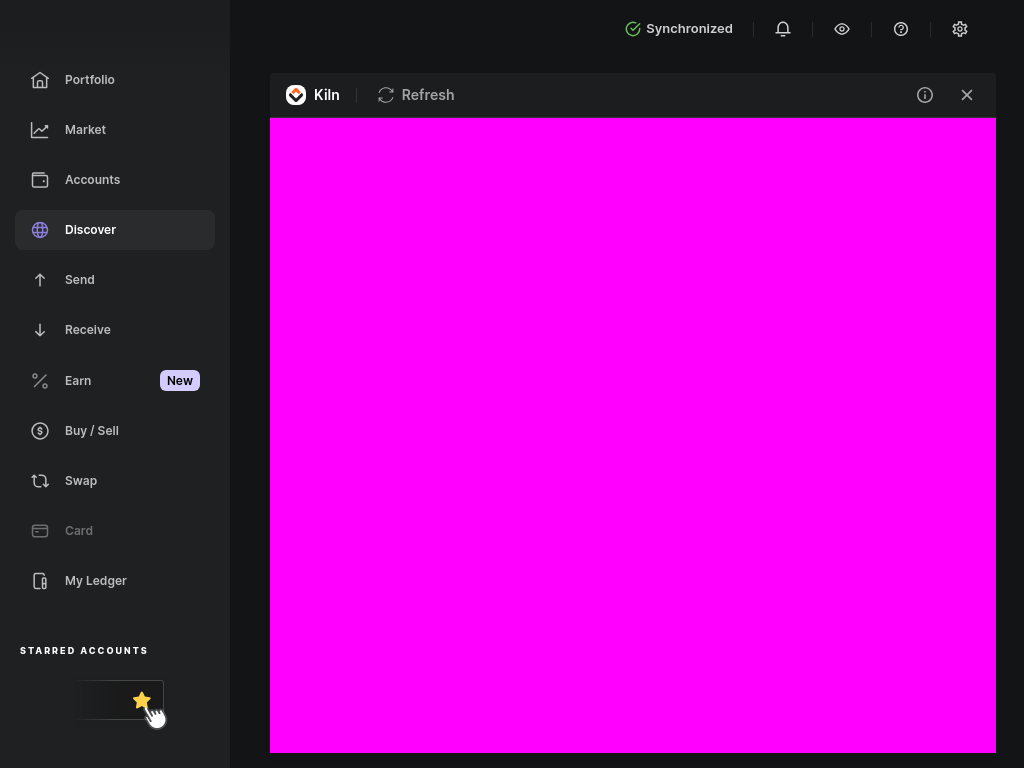 Synchronized
Kiln
Refresh
Portfolio
Market
Accounts
Discover
Send
Receive
Earn
New
Buy / Sell
Swap
Card
My Ledger
STARRED ACCOUNTS